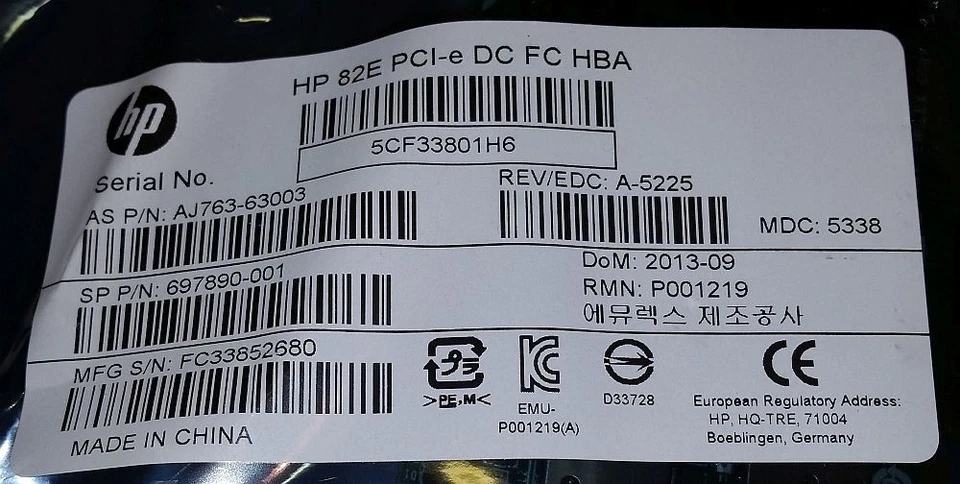 HP 82E PCI-e DC FC HBA
hp
5CF33801H6
Serial No.
REV/EDC: A-5225
AS P/N: AJ763-63003
MDC: 5338
DoM: 2013-09
SP P/N: 697890-001
RMN: P001219
에뮤렉스 제조공사
MFG S/N: FC33852680
>PE,M<
EMU-
P001219(A)
D33728
CE
European Regulatory Address:
HP, HQ-TRE, 71004
Boeblingen, Germany
MADE IN CHINA